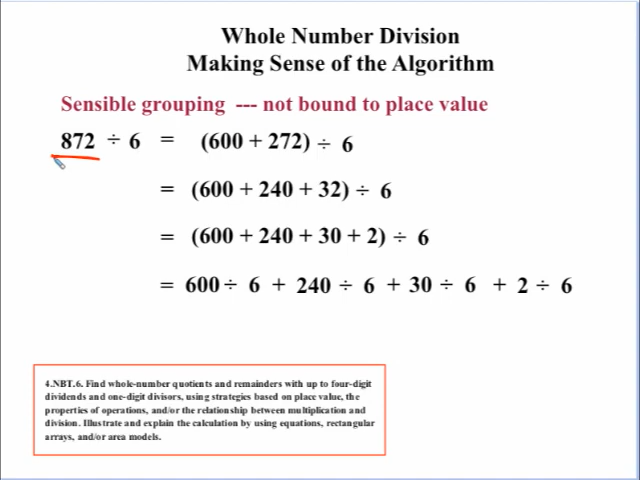 Whole Number Division
Making Sense of the Algorithm
Sensible grouping --- not bound to place value
872 ÷ 6 = (600 + 272) ÷ 6
= (600 + 240 + 32) ÷ 6
= (600 + 240 + 30 + 2) ÷ 6
= 600 ÷ 6 + 240 ÷ 6 + 30 ÷ 6 + 2 ÷ 6
4.NBT.6. Find whole-number quotients and remainders with up to four-digit
dividends and one-digit divisors, using strategies based on place value, the
properties of operations, and/or the relationship between multiplication and
division. Illustrate and explain the calculation by using equations, rectangular
arrays, and/or area models.